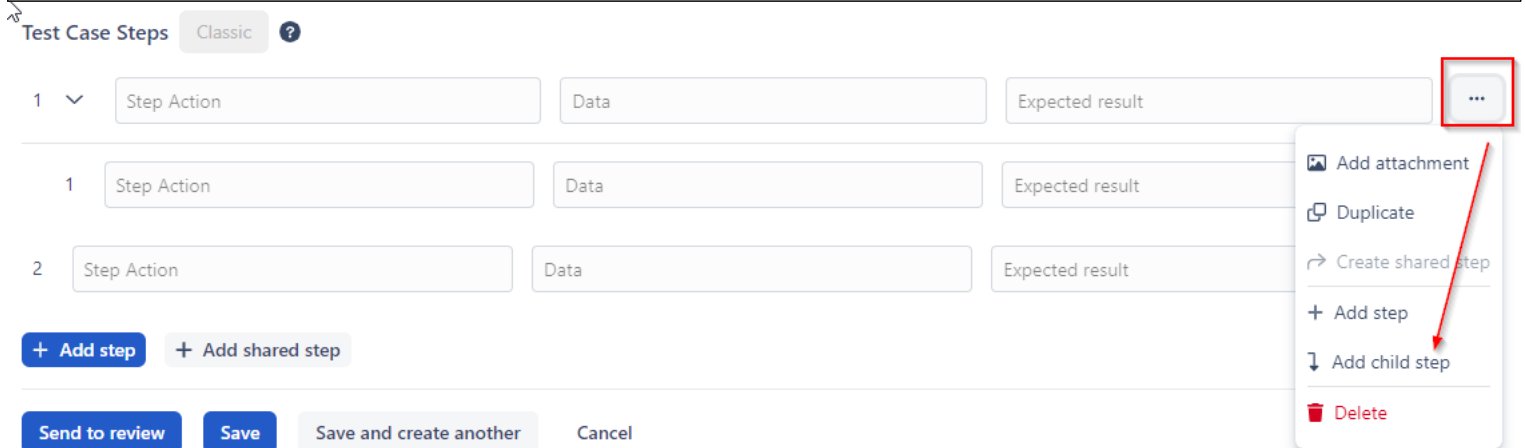 Test Case Steps Classic ?
1 Step Action Data Expected result ...
Add attachment
1 Step Action Data Expected result
Duplicate
Create shared step
2 Step Action Data Expected result
+ Add step
+ Add step + Add shared step
Add child step
Delete
Send to review Save Save and create another Cancel